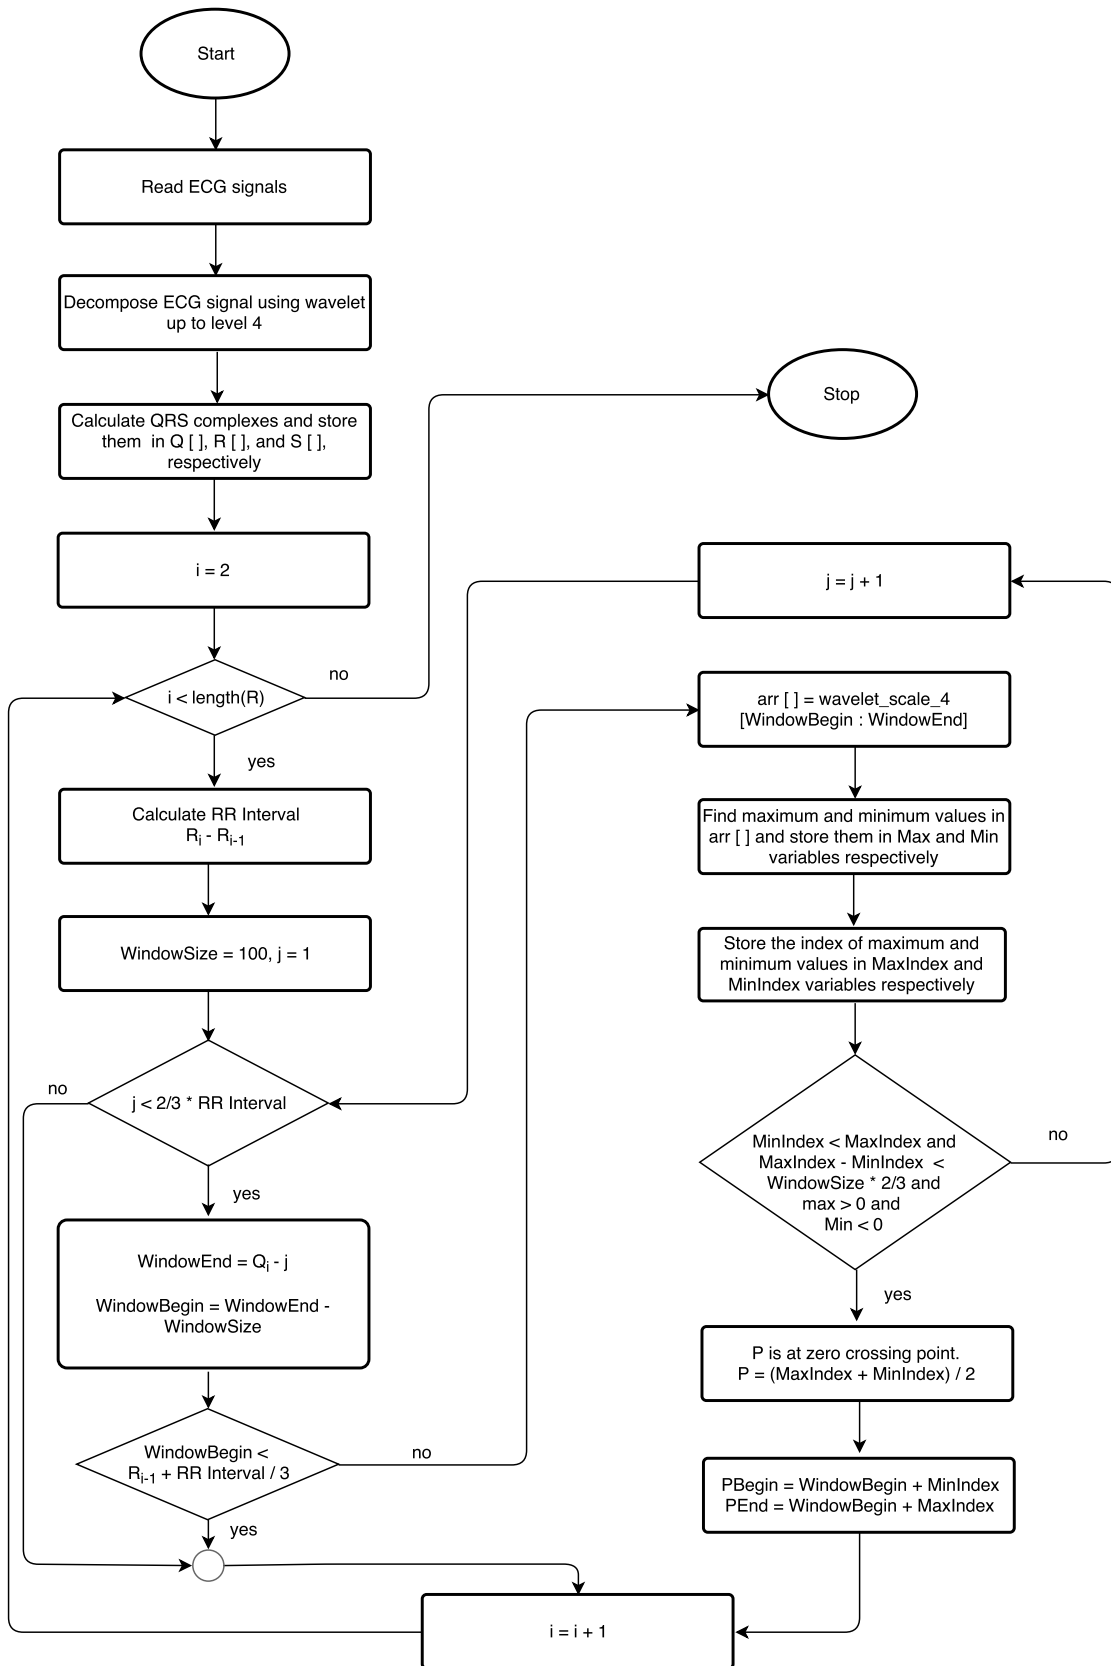 Start
Read ECG signals
Decompose ECG signal using wavelet
up to level 4
Calculate QRS complexes and store
them in Q [ ], R [ ], and S [ ],
respectively
i = 2
i < length(R)
no
yes
Calculate RR Interval
Ri - Ri-1
WindowSize = 100, j = 1
j < 2/3 * RR Interval
no
yes
WindowEnd = Qi - j
WindowBegin = WindowEnd -
WindowSize
WindowBegin <
Ri-1 + RR Interval / 3
no
yes
i = i + 1
Stop
j = j + 1
arr [ ] = wavelet_scale_4
[WindowBegin : WindowEnd]
Find maximum and minimum values in
arr [ ] and store them in Max and Min
variables respectively
Store the index of maximum and
minimum values in MaxIndex and
MinIndex variables respectively
MinIndex < MaxIndex and
MaxIndex - MinIndex <
WindowSize * 2/3 and
max > 0 and
Min < 0
no
yes
P is at zero crossing point.
P = (MaxIndex + MinIndex) / 2
PBegin = WindowBegin + MinIndex
PEnd = WindowBegin + MaxIndex